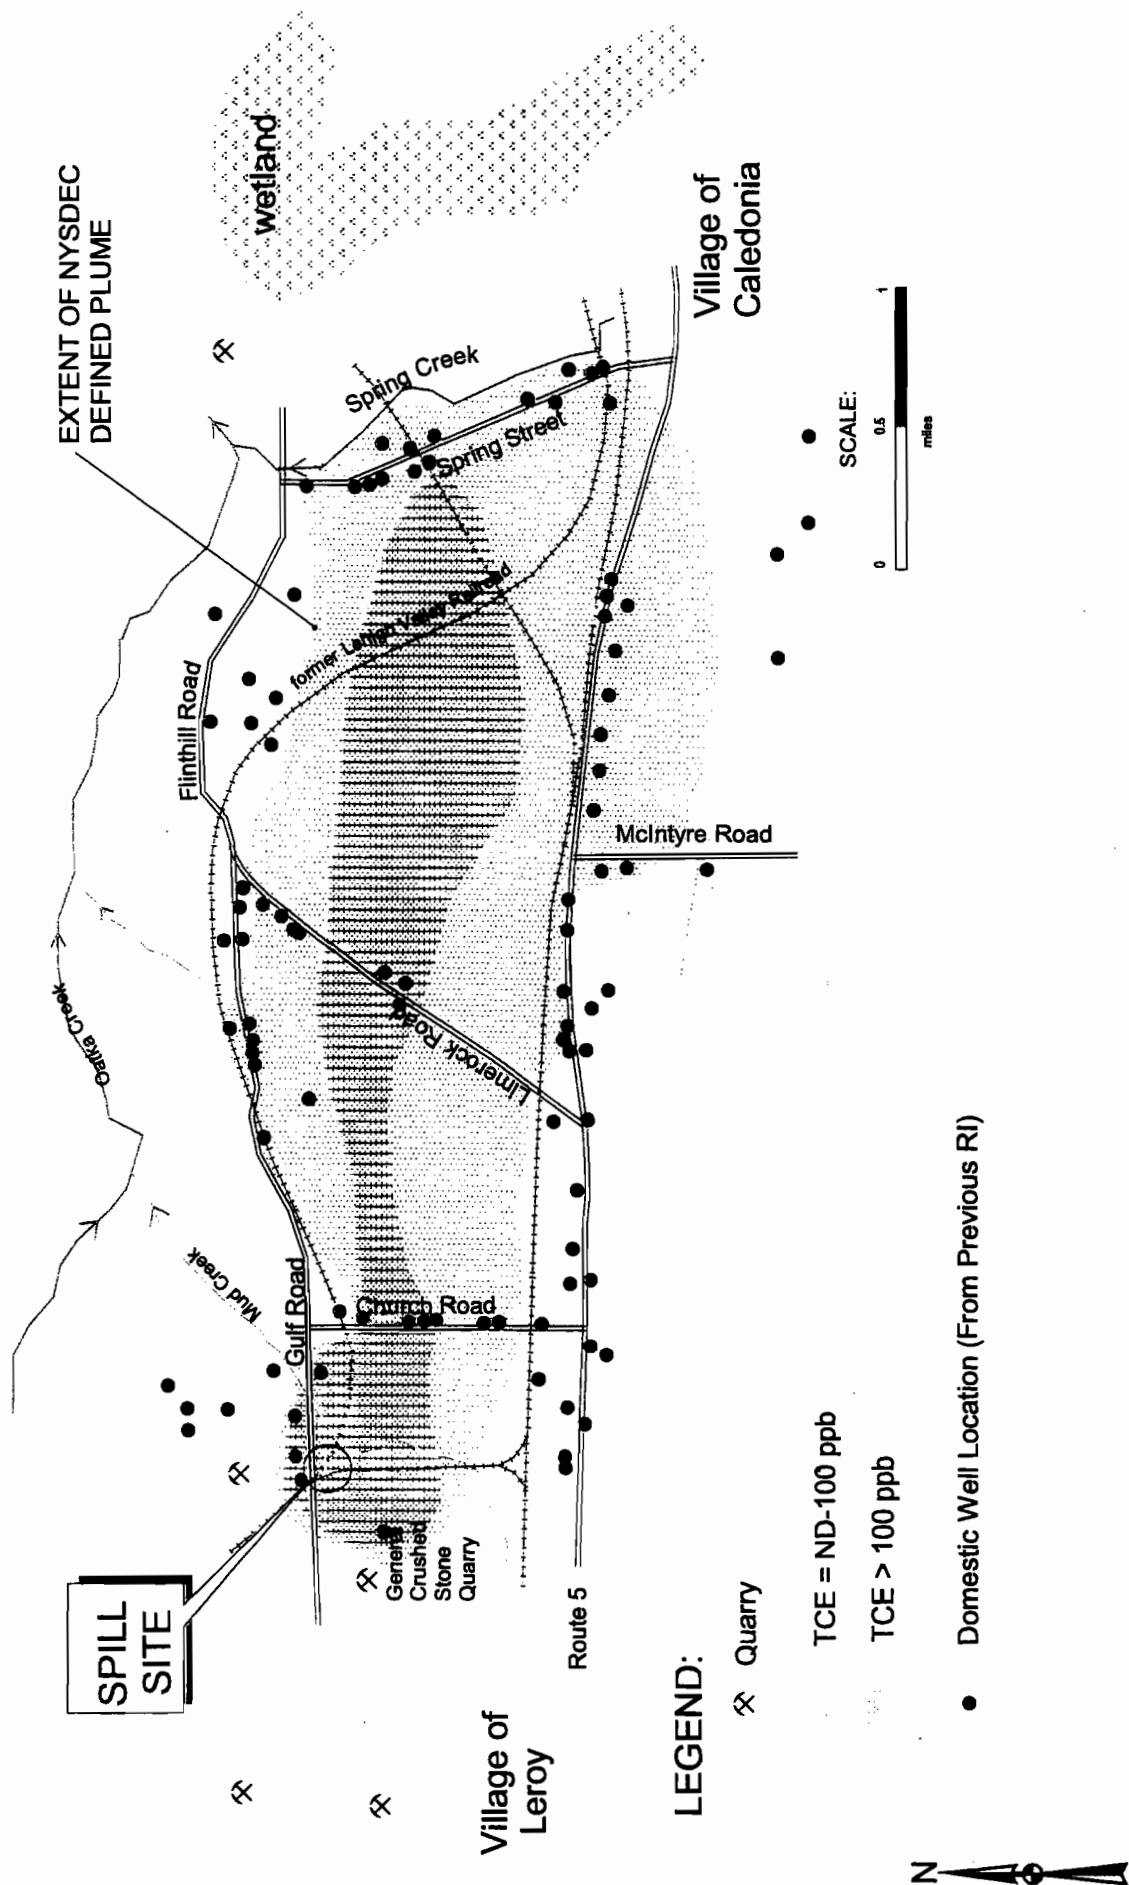 EXTENT OF NYSDEC
DEFINED PLUME
wetland
Spring Creek
Spring Street
Village of
Caledonia
Flinthill Road
former Lehigh Valley Railroad
Oatka Creek
Mud Creek
Gulf Road
Church Road
Limerock Road
McIntyre Road
SPILL
SITE
General
Crushed
Stone
Quarry
Route 5
Village of
Leroy
SCALE:
0 0.5 1
miles
LEGEND:
Quarry
TCE = ND-100 ppb
TCE > 100 ppb
Domestic Well Location (From Previous RI)
N